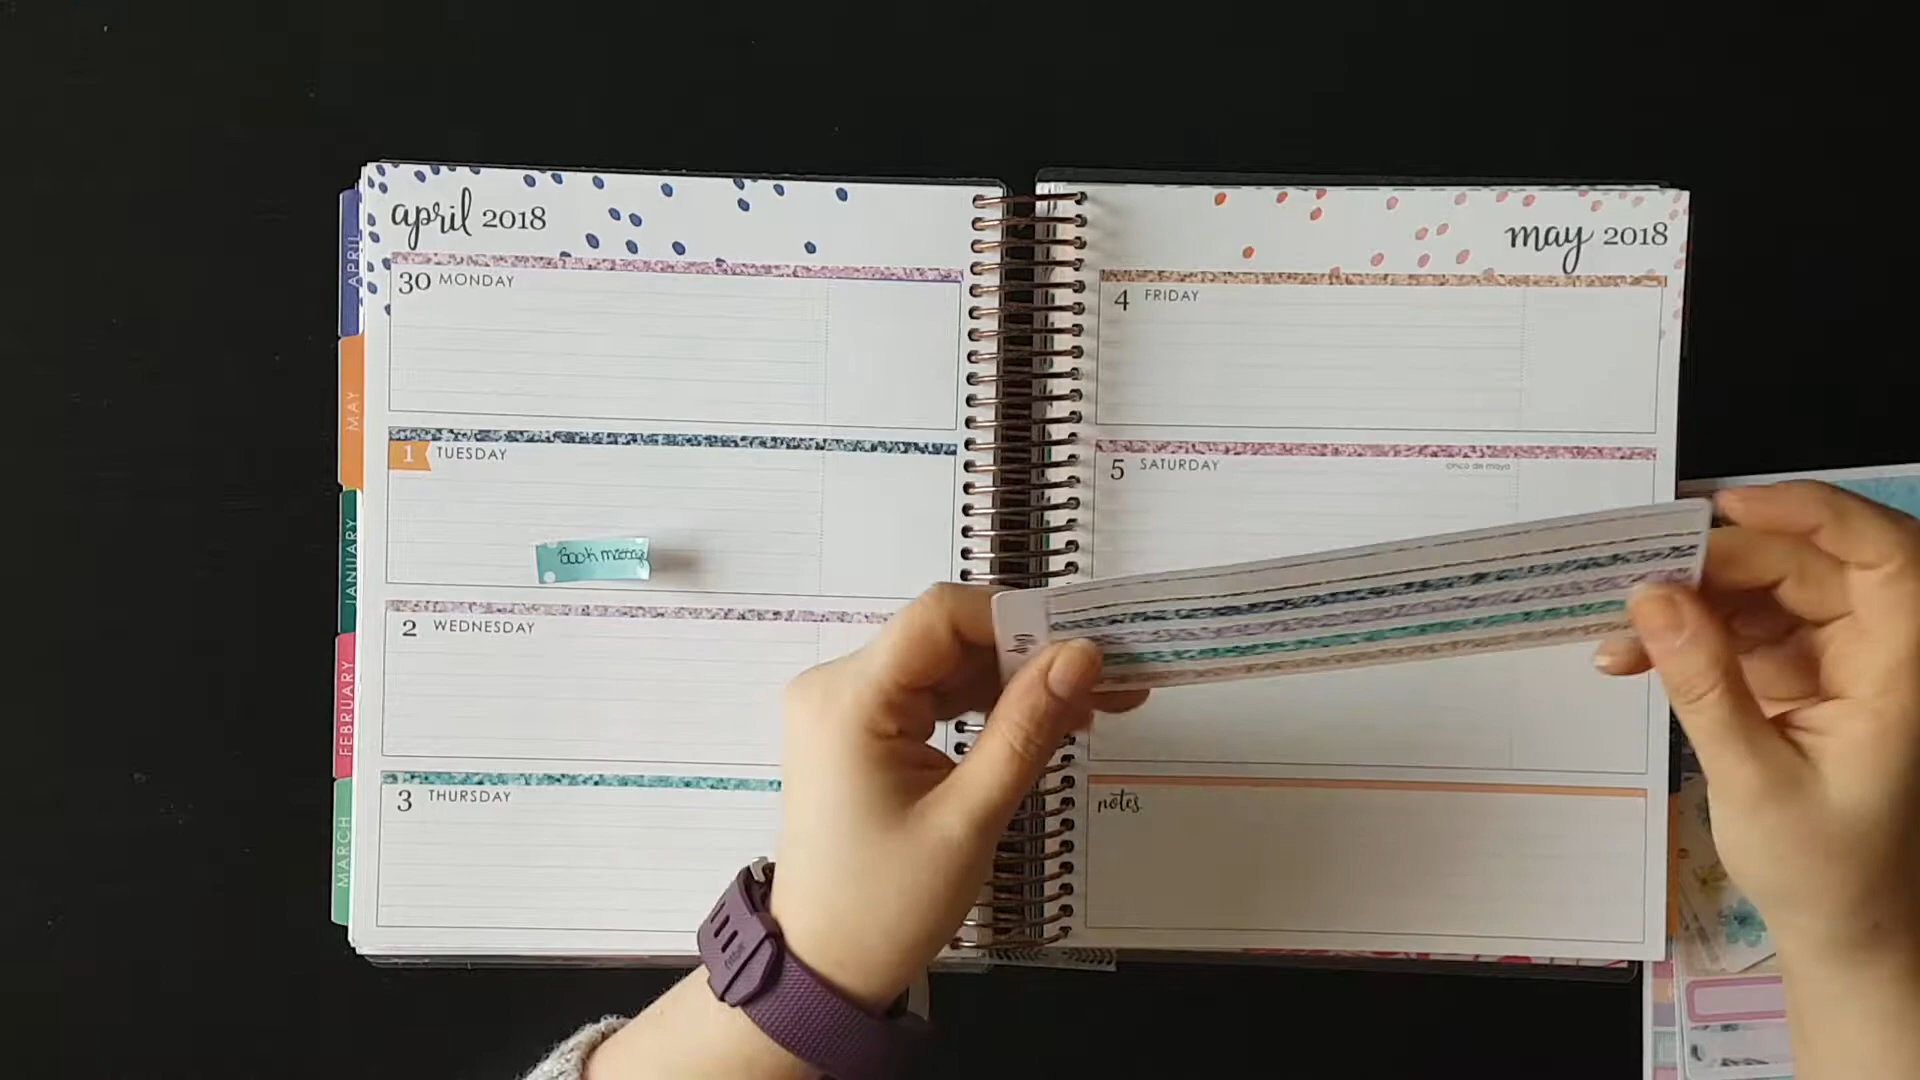 april 2018
30 MONDAY
1 TUESDAY
Book
2 WEDNESDAY
3 THURSDAY
may 2018
4 FRIDAY
5 SATURDAY
cinco de mayo
notes
APRIL
MAY
JANUARY
FEBRUARY
MARCH